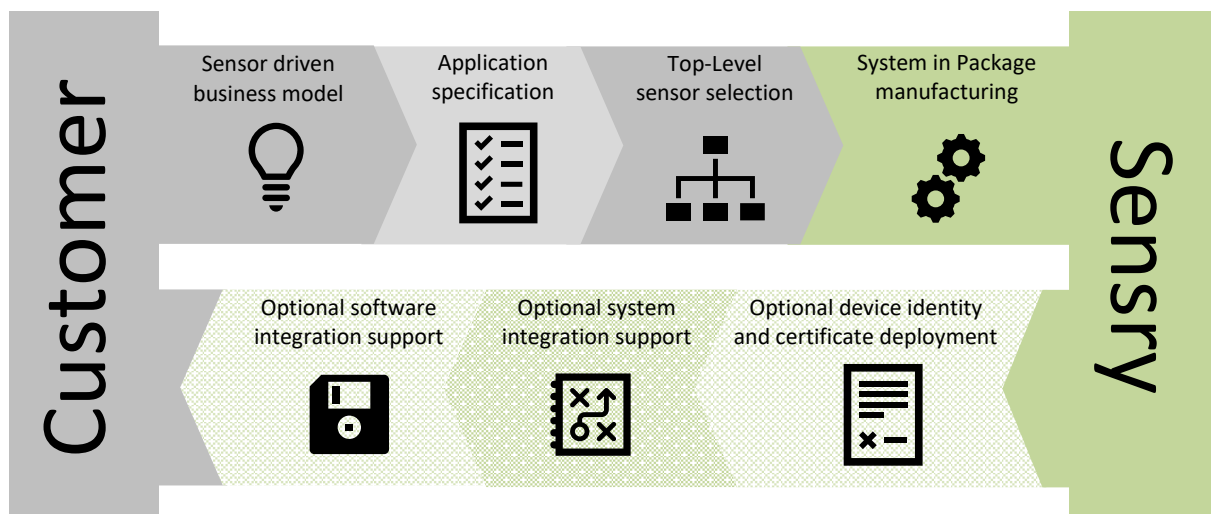 Customer
Sensor driven
business model
Application
specification
Top-Level
sensor selection
System in Package
manufacturing
Sensry
Optional software
integration support
Optional system
integration support
Optional device identity
and certificate deployment